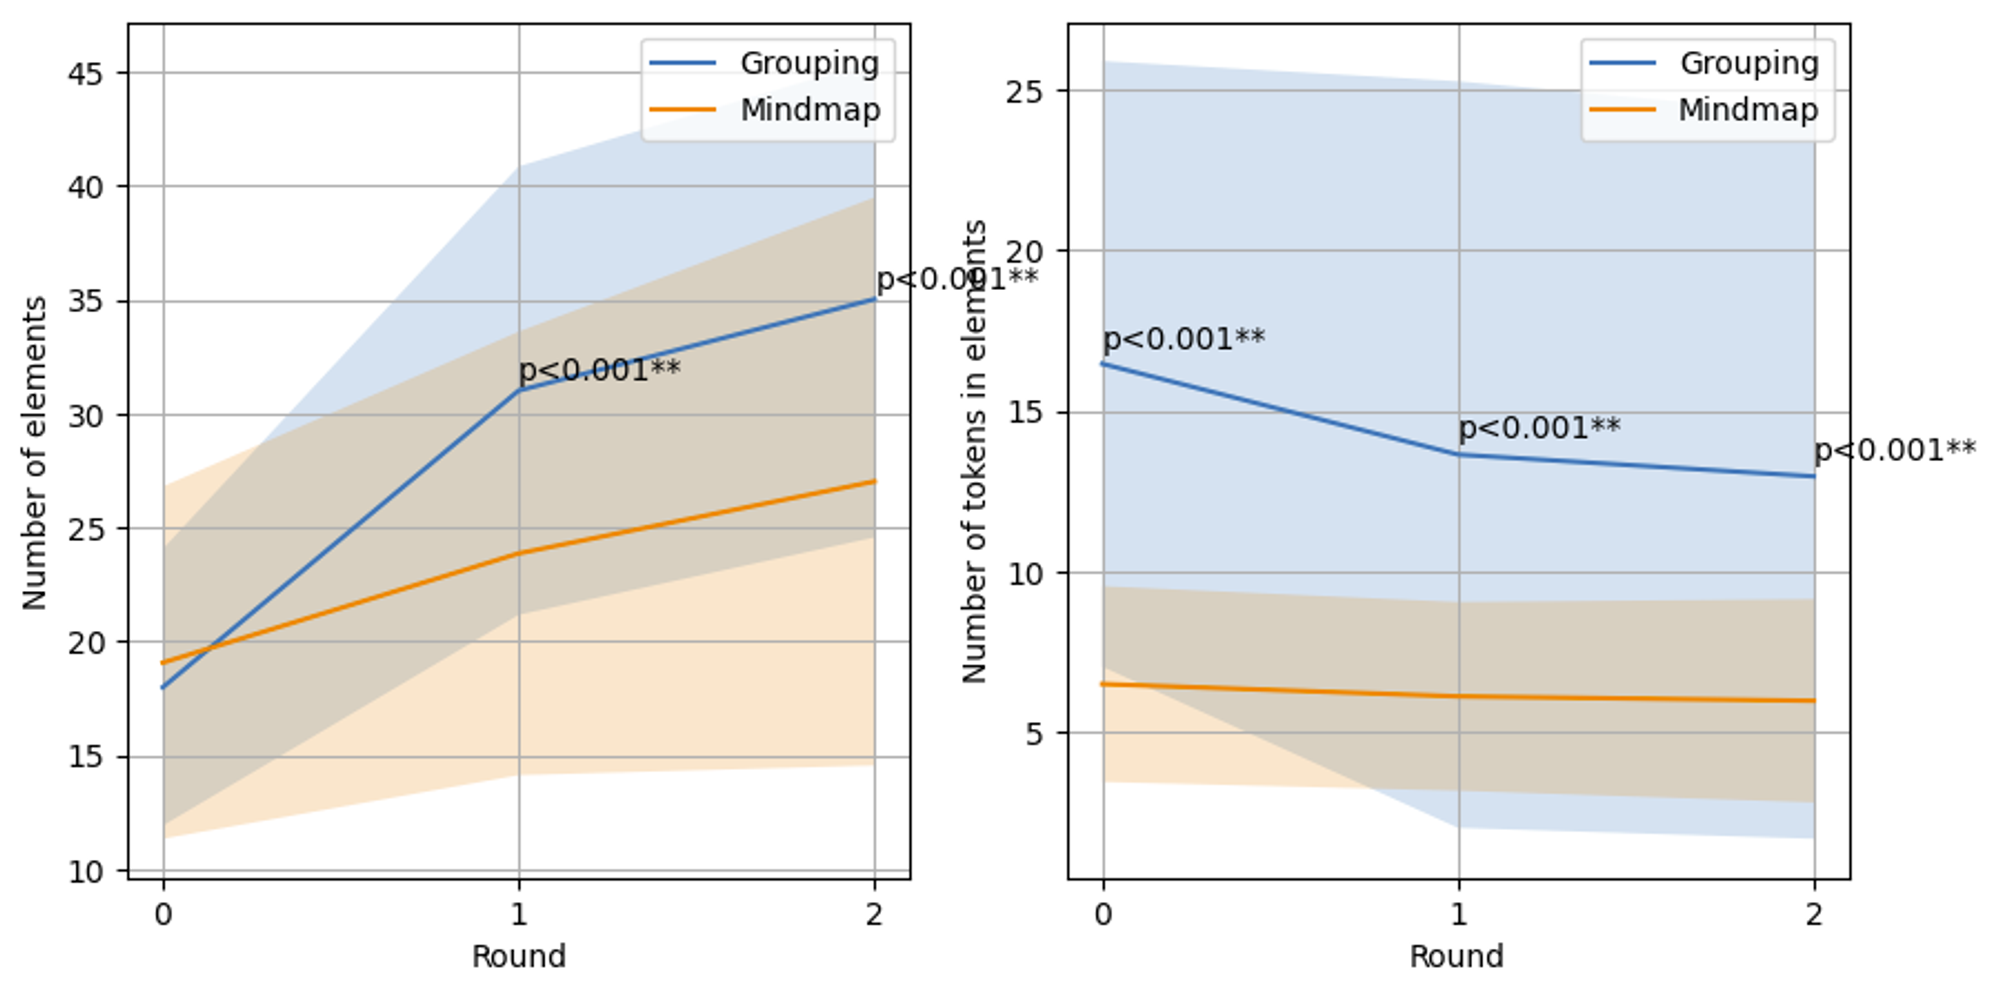 Grouping
Mindmap
45
40
35
30
25
20
15
10
Number of elements
p<0.001**
p<0.001**
0
1
2
Round
Grouping
Mindmap
25
20
15
10
5
Number of tokens in elements
p<0.001**
p<0.001**
p<0.001**
0
1
2
Round